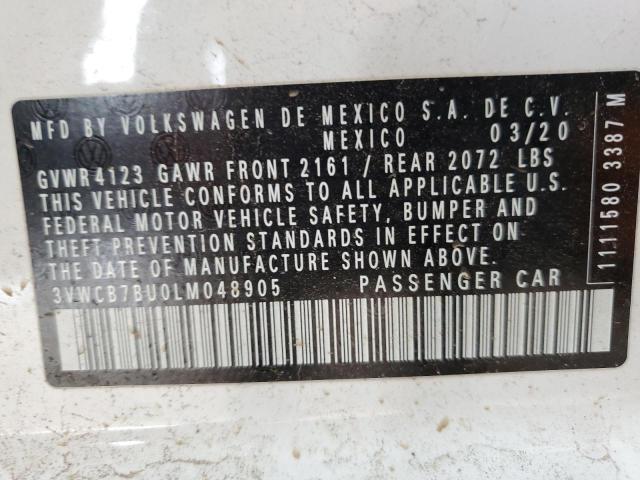 MFD BY VOLKSWAGEN DE MEXICO S.A. DE C.V.
MEXICO 03/20
GVWR 4123 GAWR FRONT 2161 / REAR 2072 LBS
THIS VEHICLE CONFORMS TO ALL APPLICABLE U.S.
FEDERAL MOTOR VEHICLE SAFETY, BUMPER AND
THEFT PREVENTION STANDARDS IN EFFECT ON
THE DATE OF MANUFACTURE SHOWN ABOVE.
3VWCB7BU0LM048905 PASSENGER CAR
1111580 3387 M